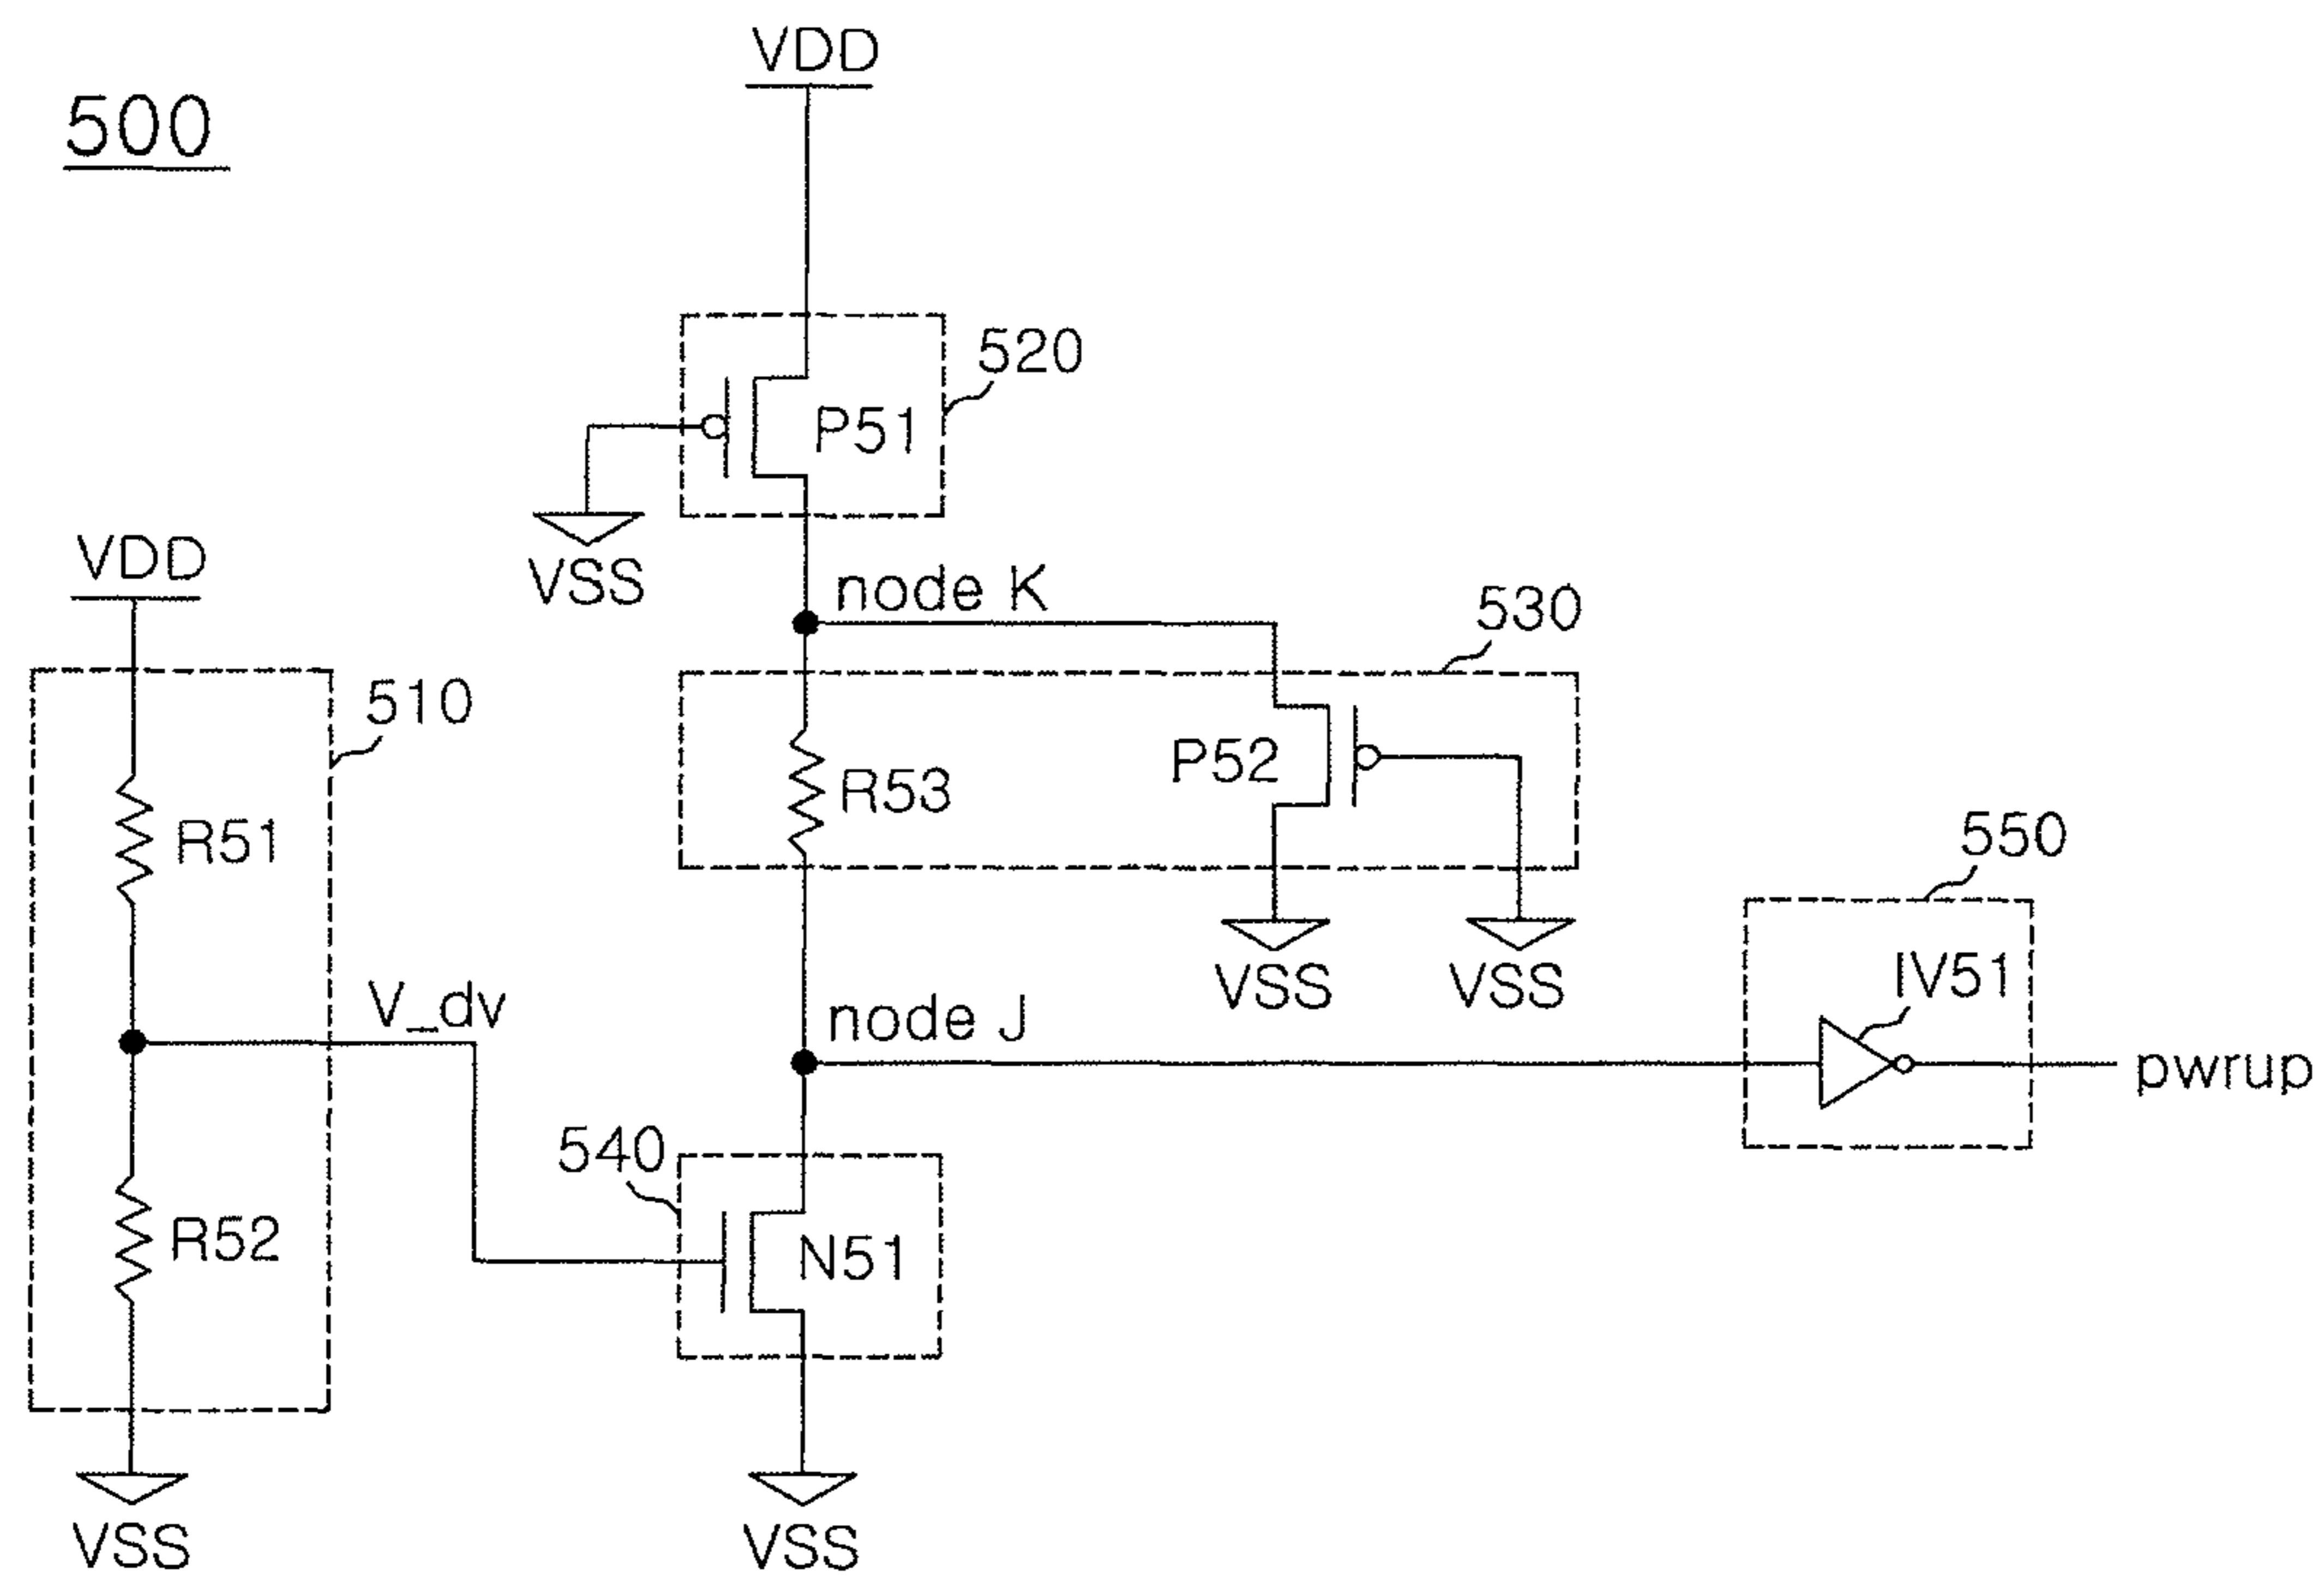 VDD
500
520
P51
VDD
VSS
node K
530
510
P52
R53
R51
550
IV51
VSS
VSS
V_dv
node J
pwrup
540
R52
N51
VSS
VSS